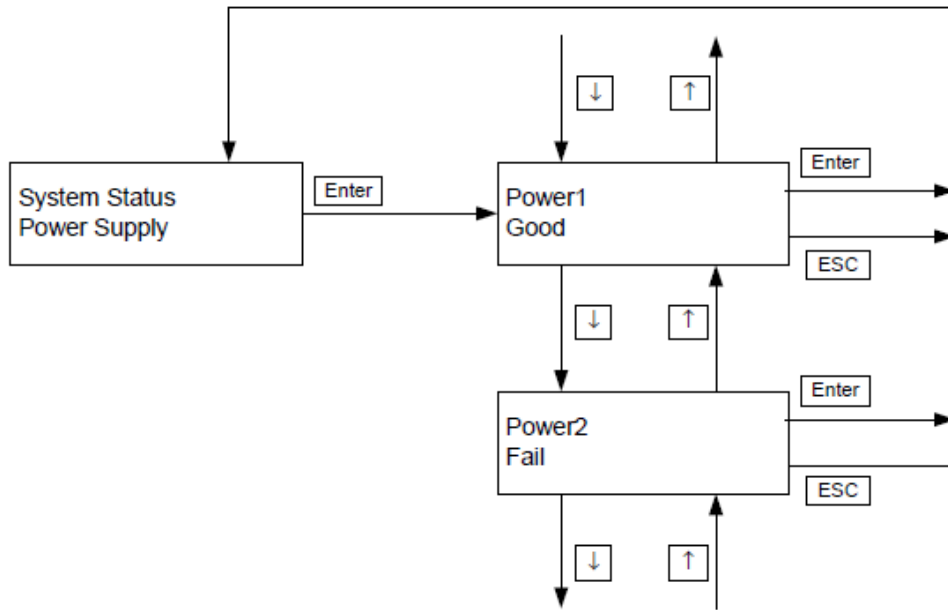 ↓
↑
System Status
Power Supply
Enter
Power1
Good
Enter
ESC
↓
↑
Power2
Fail
Enter
ESC
↓
↑